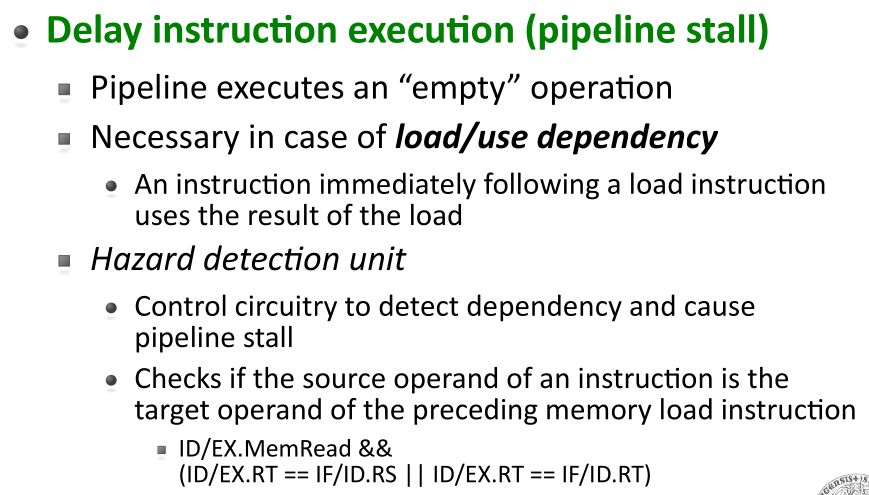 Delay instruction execution (pipeline stall)
Pipeline executes an “empty” operation
Necessary in case of load/use dependency
An instruction immediately following a load instruction
uses the result of the load
Hazard detection unit
Control circuitry to detect dependency and cause
pipeline stall
Checks if the source operand of an instruction is the
target operand of the preceding memory load instruction
ID/EX.MemRead &&
(ID/EX.RT == IF/ID.RS || ID/EX.RT == IF/ID.RT)